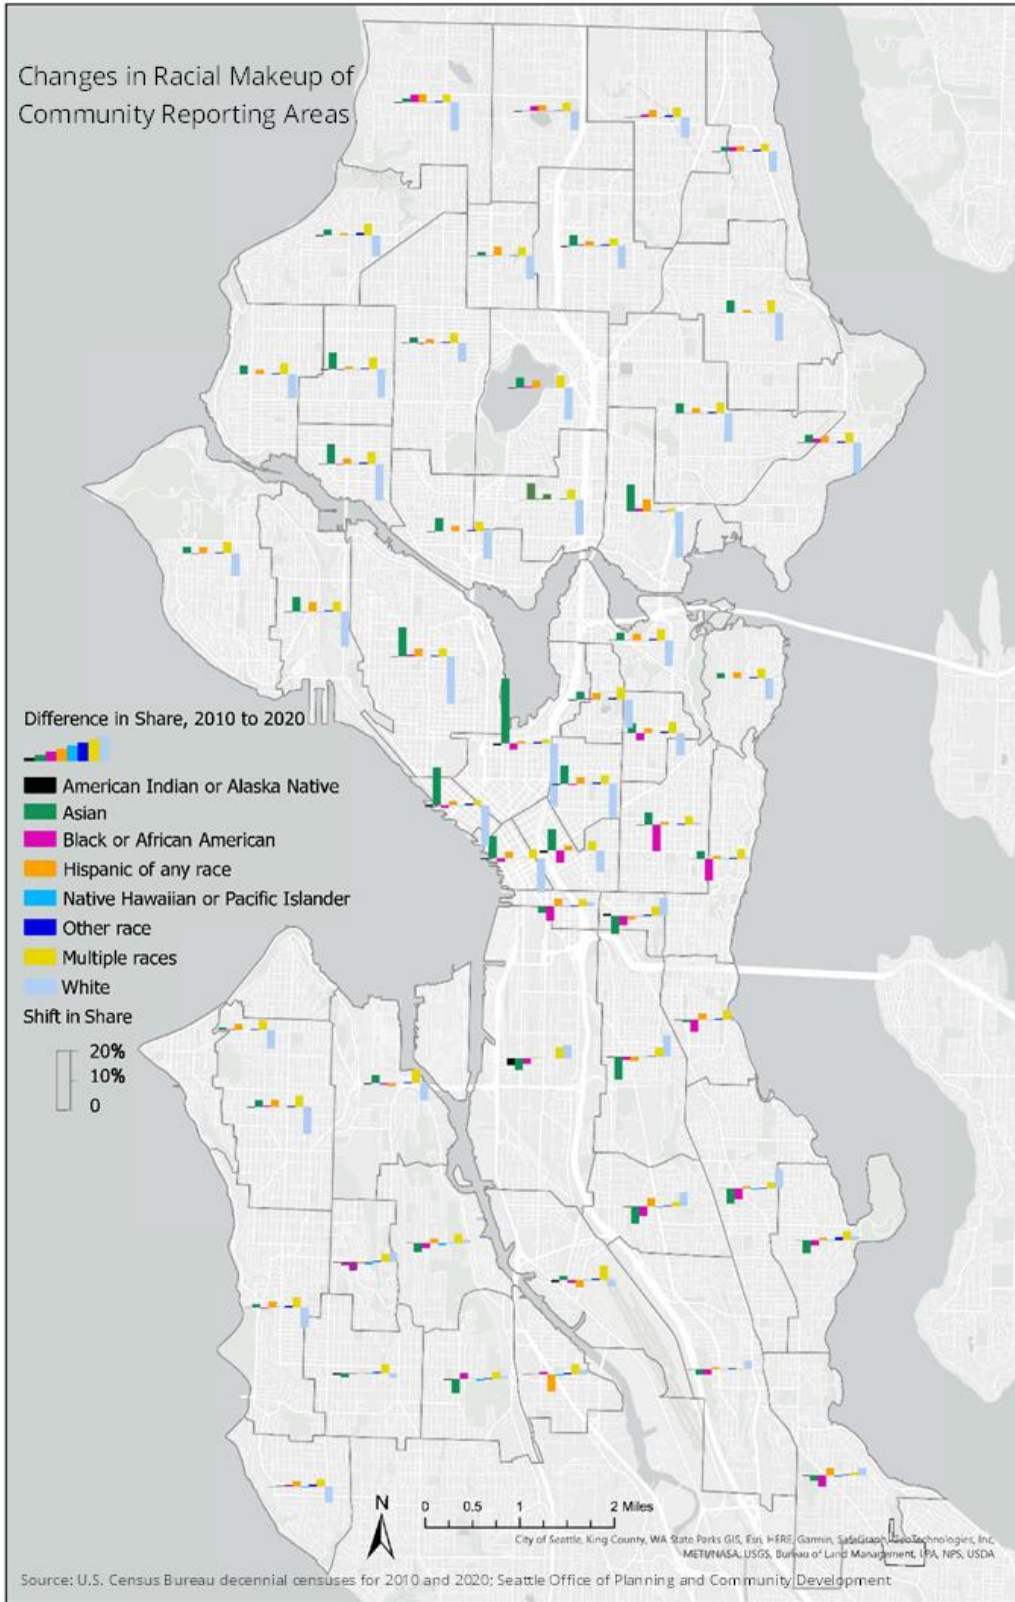 Changes in Racial Makeup of
Community Reporting Areas
Difference in Share, 2010 to 2020
American Indian or Alaska Native
Asian
Black or African American
Hispanic of any race
Native Hawaiian or Pacific Islander
Other race
Multiple races
White
Shift in Share
20%
10%
0
N
0 0.5 1 2 Miles
City of Seattle, King County, WA State Parks GIS, Esri, HERE, Garmin, SafeGraph, GeoTechnologies, Inc,
METI/NASA, USGS, Bureau of Land Management, EPA, NPS, USDA
Source: U.S. Census Bureau decennial censuses for 2010 and 2020; Seattle Office of Planning and Community Development